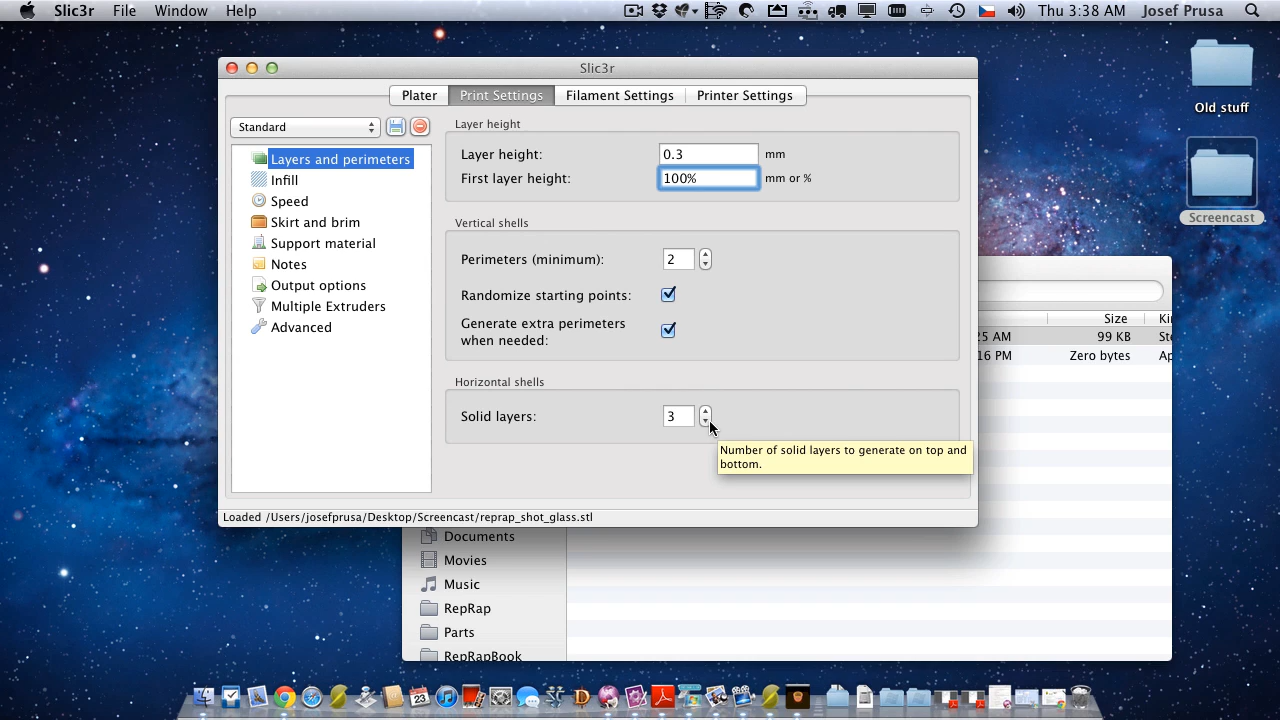 Slic3r File Window Help
Thu 3:38 AM Josef Prusa
Old stuff
Screencast
Slic3r
Plater Print Settings Filament Settings Printer Settings
Standard
Layers and perimeters
Infill
Speed
Skirt and brim
Support material
Notes
Output options
Multiple Extruders
Advanced
Layer height
Layer height: 0.3 mm
First layer height: 100% mm or %
Vertical shells
Perimeters (minimum): 2
Randomize starting points:
Generate extra perimeters
when needed:
Horizontal shells
Solid layers: 3
Number of solid layers to generate on top and
bottom.
Loaded /Users/josefprusa/Desktop/Screencast/reprap_shot_glass.stl
Size Ki
25 AM 99 KB Ste
16 PM Zero bytes Ap
Documents
Movies
Music
RepRap
Parts
RepRapBook